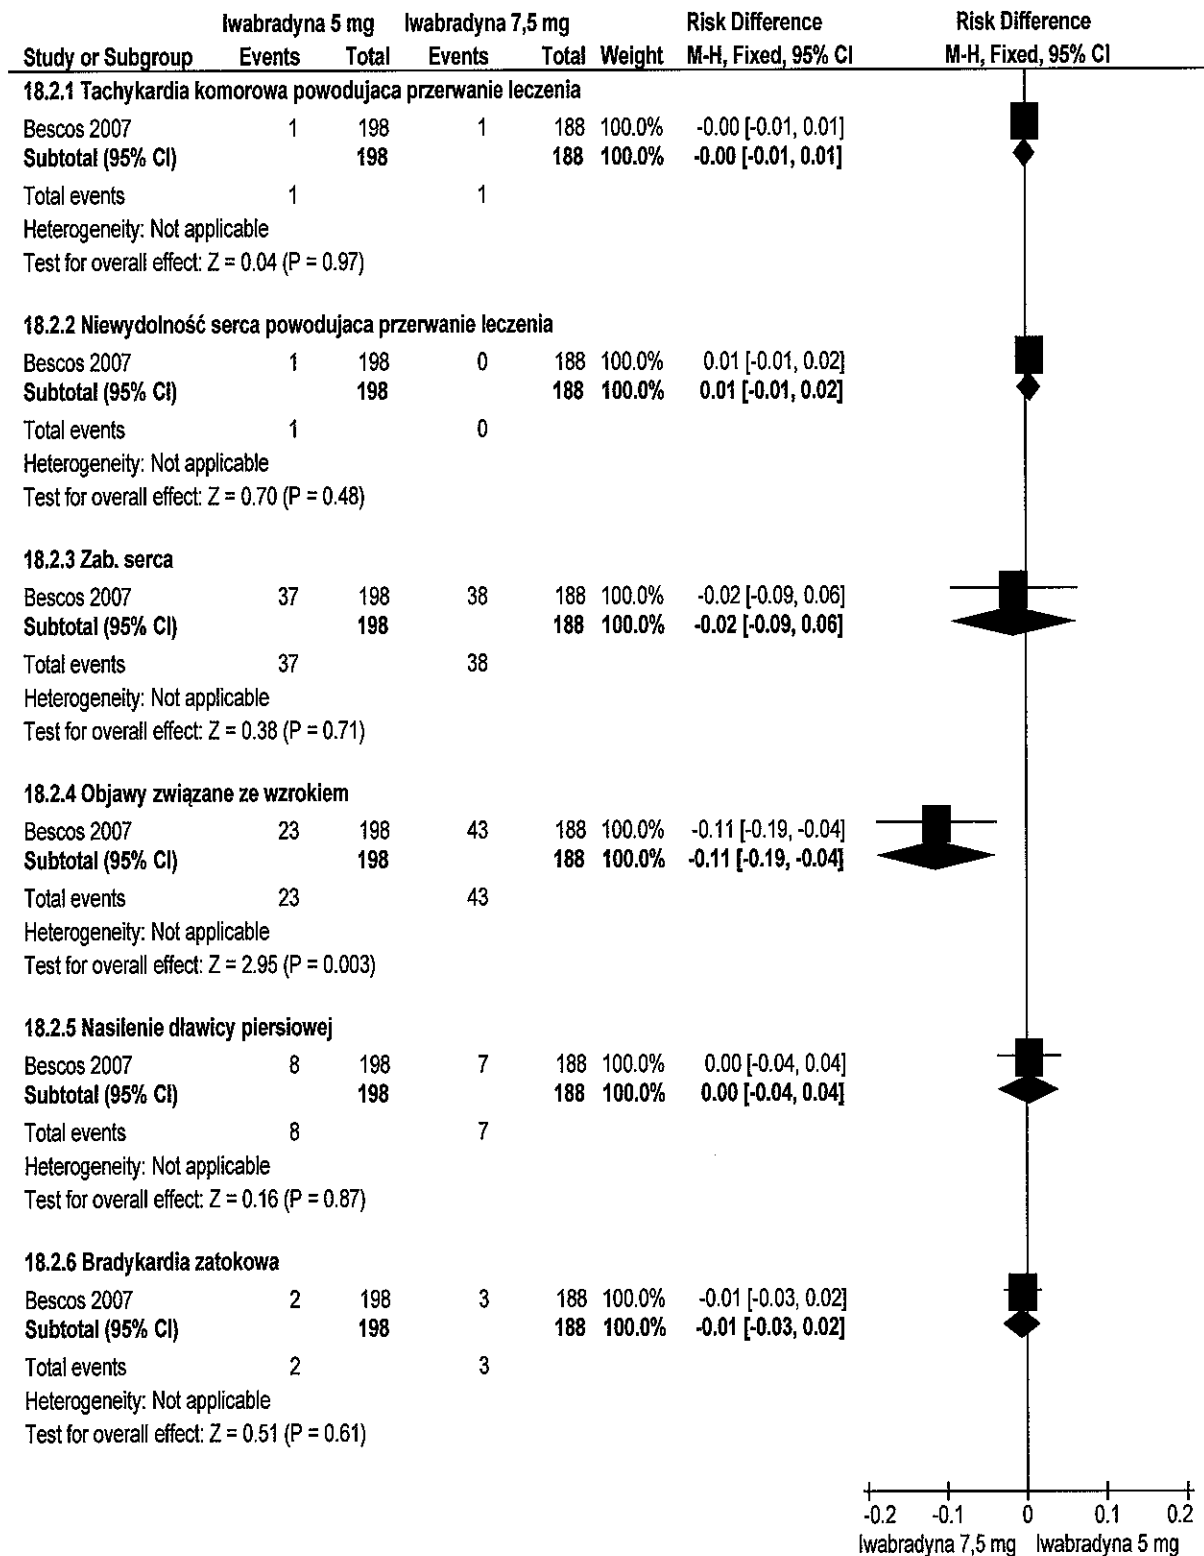 Iwabradyna 5 mg Iwabradyna 7,5 mg Risk Difference Risk Difference
Study or Subgroup Events Total Events Total Weight M-H, Fixed, 95% CI M-H, Fixed, 95% CI
18.2.1 Tachykardia komorowa powodujaca przerwanie leczenia
Bescos 2007 1 198 1 188 100.0% -0.00 [-0.01, 0.01]
Subtotal (95% CI) 198 188 100.0% -0.00 [-0.01, 0.01]
Total events 1 1
Heterogeneity: Not applicable
Test for overall effect: Z = 0.04 (P = 0.97)
18.2.2 Niewydolność serca powodujaca przerwanie leczenia
Bescos 2007 1 198 0 188 100.0% 0.01 [-0.01, 0.02]
Subtotal (95% CI) 198 188 100.0% 0.01 [-0.01, 0.02]
Total events 1 0
Heterogeneity: Not applicable
Test for overall effect: Z = 0.70 (P = 0.48)
18.2.3 Zab. serca
Bescos 2007 37 198 38 188 100.0% -0.02 [-0.09, 0.06]
Subtotal (95% CI) 198 188 100.0% -0.02 [-0.09, 0.06]
Total events 37 38
Heterogeneity: Not applicable
Test for overall effect: Z = 0.38 (P = 0.71)
18.2.4 Objawy związane ze wzrokiem
Bescos 2007 23 198 43 188 100.0% -0.11 [-0.19, -0.04]
Subtotal (95% CI) 198 188 100.0% -0.11 [-0.19, -0.04]
Total events 23 43
Heterogeneity: Not applicable
Test for overall effect: Z = 2.95 (P = 0.003)
18.2.5 Nasilenie dławicy piersiowej
Bescos 2007 8 198 7 188 100.0% 0.00 [-0.04, 0.04]
Subtotal (95% CI) 198 188 100.0% 0.00 [-0.04, 0.04]
Total events 8 7
Heterogeneity: Not applicable
Test for overall effect: Z = 0.16 (P = 0.87)
18.2.6 Bradykardia zatokowa
Bescos 2007 2 198 3 188 100.0% -0.01 [-0.03, 0.02]
Subtotal (95% CI) 198 188 100.0% -0.01 [-0.03, 0.02]
Total events 2 3
Heterogeneity: Not applicable
Test for overall effect: Z = 0.51 (P = 0.61)
-0.2 -0.1 0 0.1 0.2
Iwabradyna 7,5 mg Iwabradyna 5 mg